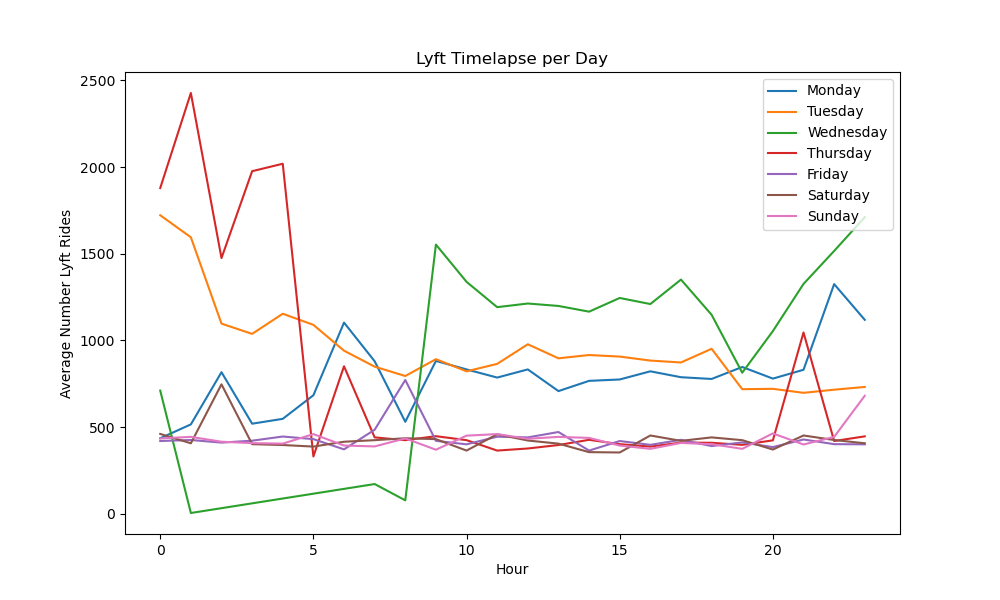 Lyft Timelapse per Day
2500
2000
1500
1000
500
0
Average Number Lyft Rides
Monday
Tuesday
Wednesday
Thursday
Friday
Saturday
Sunday
0 5 10 15 20
Hour